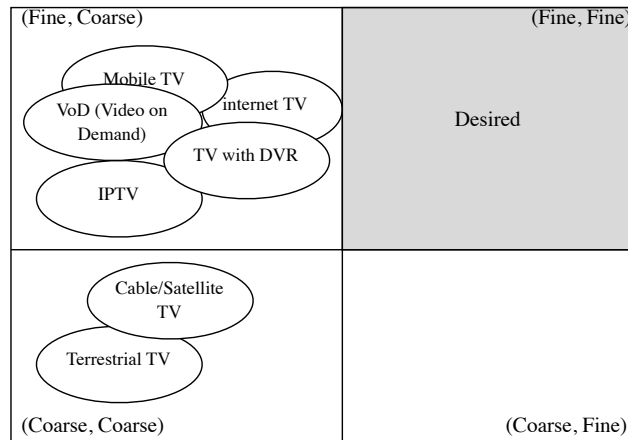 (Fine, Coarse)
(Fine, Fine)
Mobile TV
internet TV
VoD (Video on
Demand)
Desired
TV with DVR
IPTV
Cable/Satellite
TV
Terrestrial TV
(Coarse, Coarse)
(Coarse, Fine)